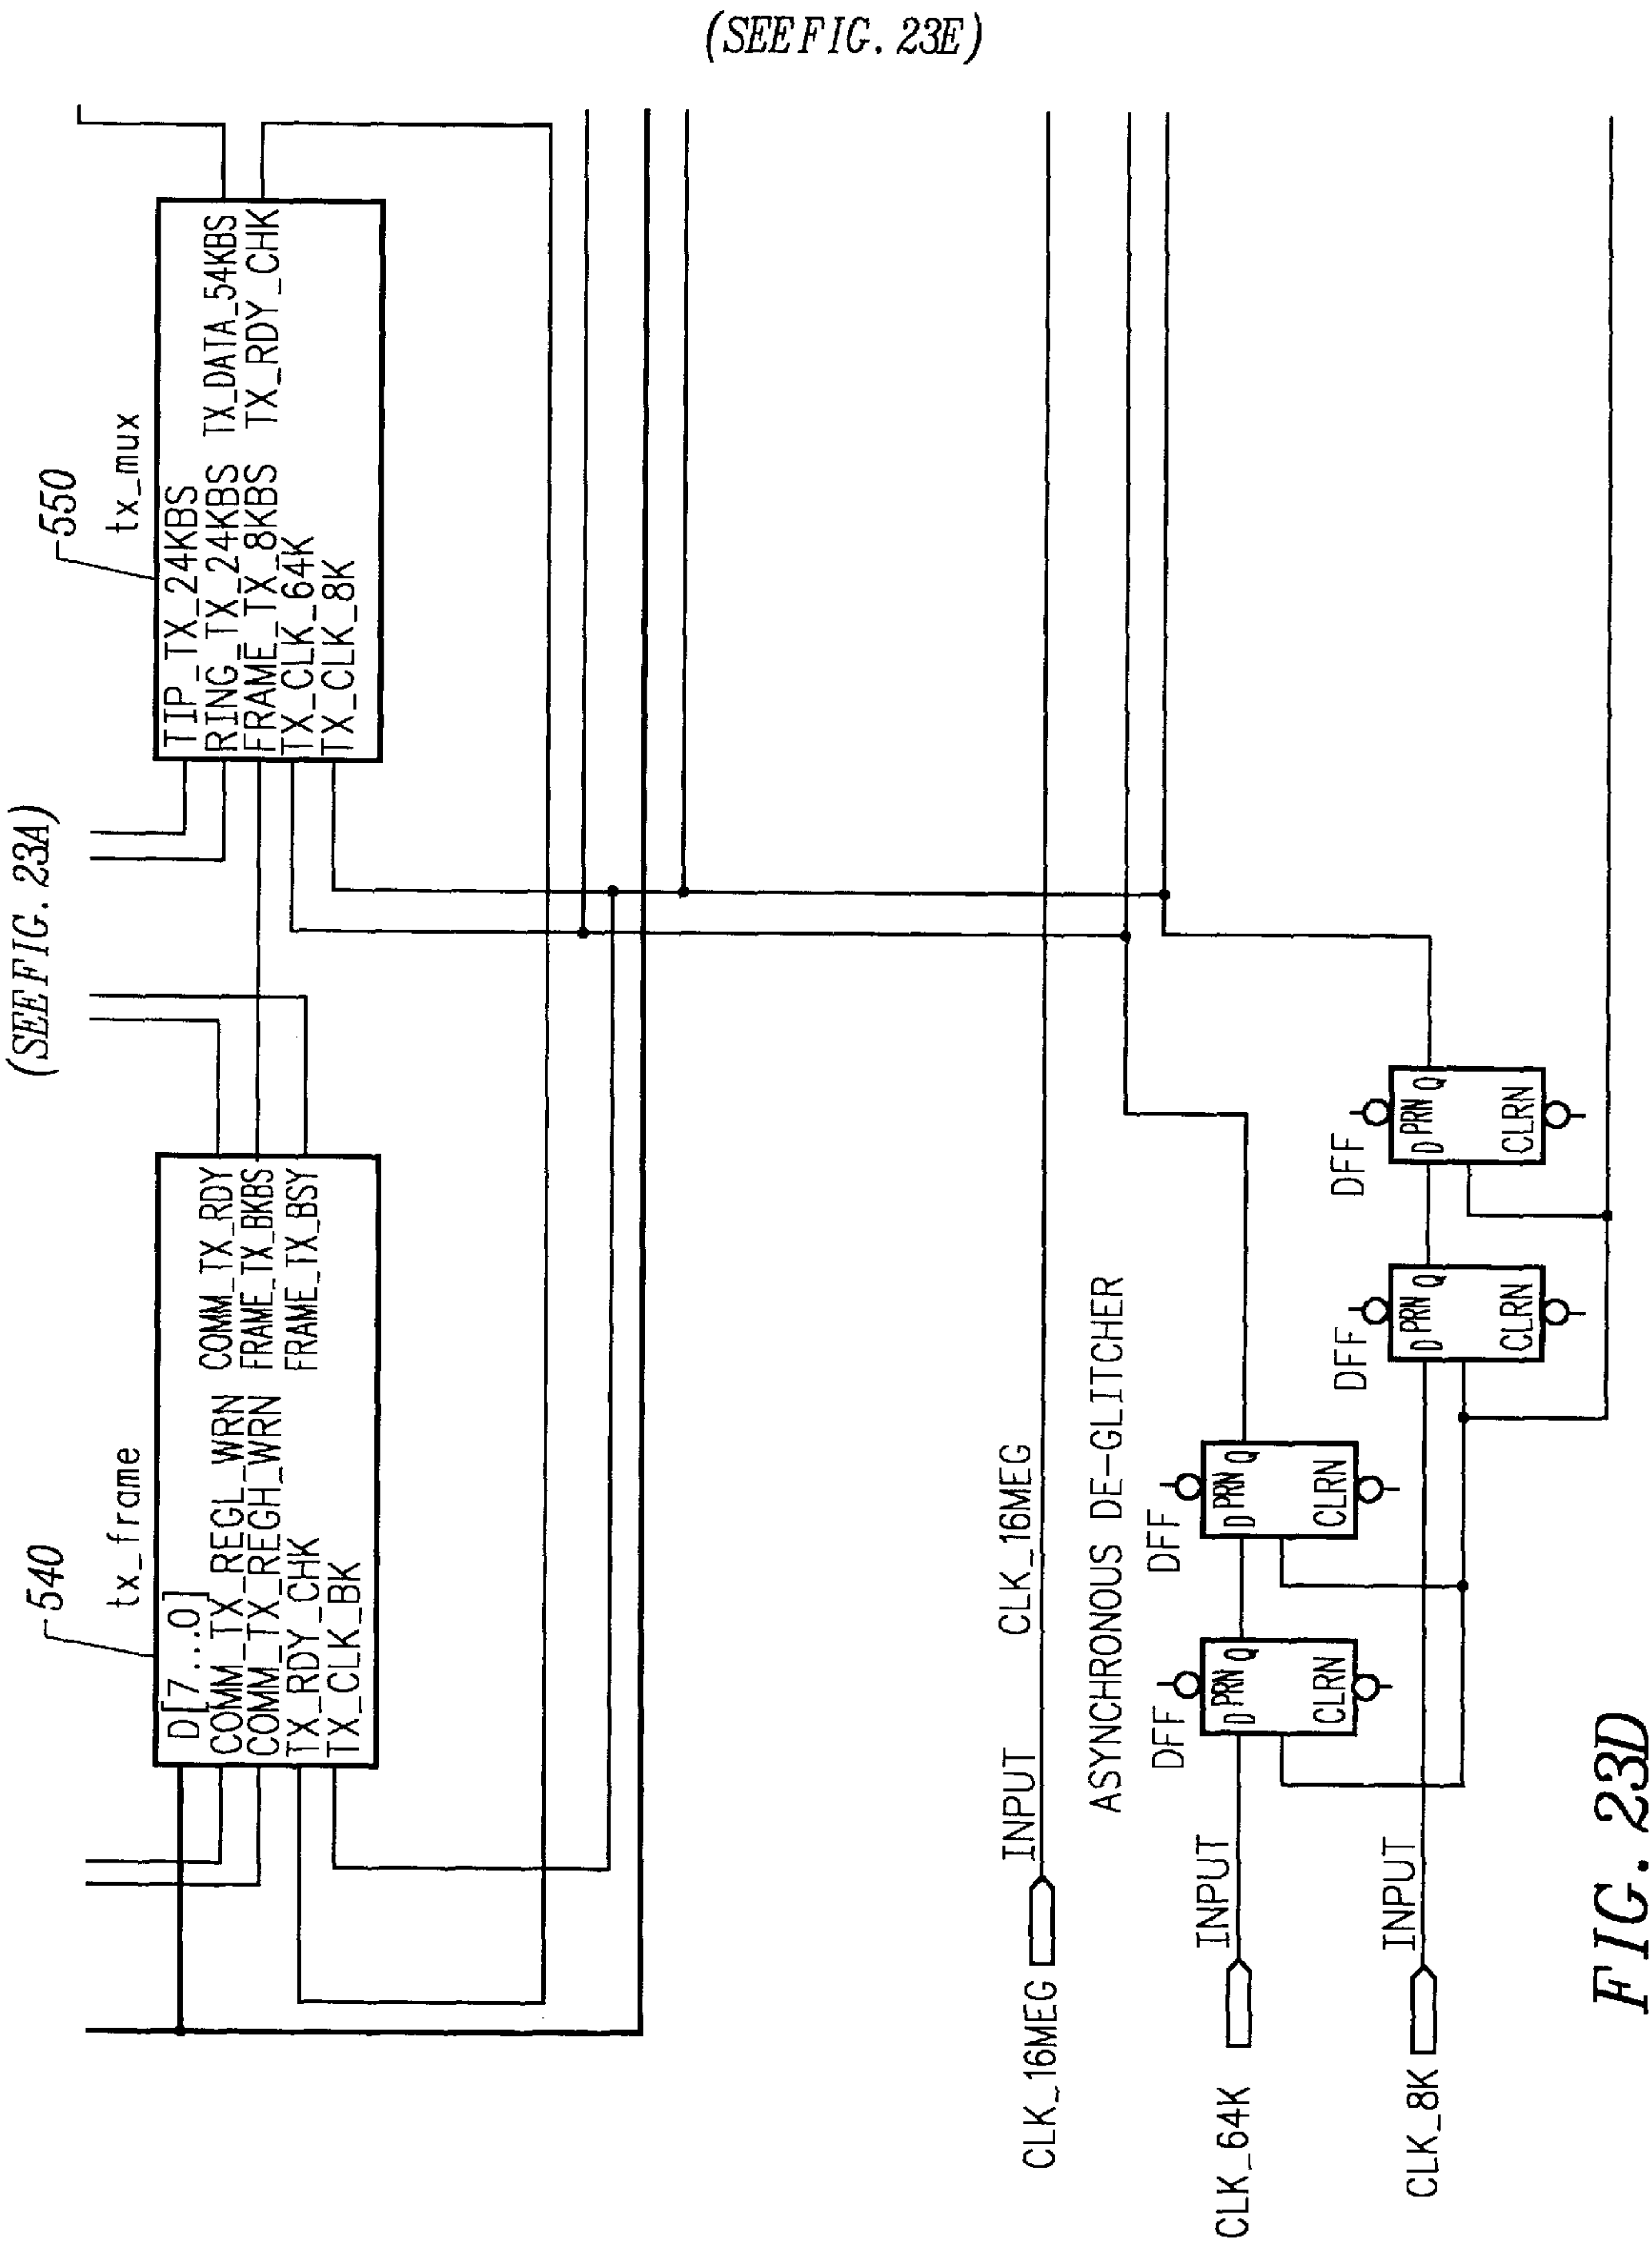 (SEE FIG. 23A)
(SEE FIG. 23E)
540
tx_frame
D[7...0]
COMM_TX_REGL_WRN
COMM_TX_REGH_WRN
TX_RDY_CHK
TX_CLK_BK
COMM_TX_RDY
FRAME_TX_BKBS
FRAME_TX_BSY
550
tx_mux
TIP_TX_24KBS
RING_TX_24KBS
FRAME_TX_8KBS
TX_CLK_64K
TX_CLK_8K
TX_DATA_54KBS
TX_RDY_CHK
CLK_16MEG
INPUT
CLK_16MEG
ASYNCHRONOUS DE-GLITCHER
CLK_64K
INPUT
DFF
D
PRN
Q
CLRN
DFF
D
PRN
Q
CLRN
CLK_8K
INPUT
DFF
D
PRN
Q
CLRN
DFF
D
PRN
Q
CLRN
FIG. 23D